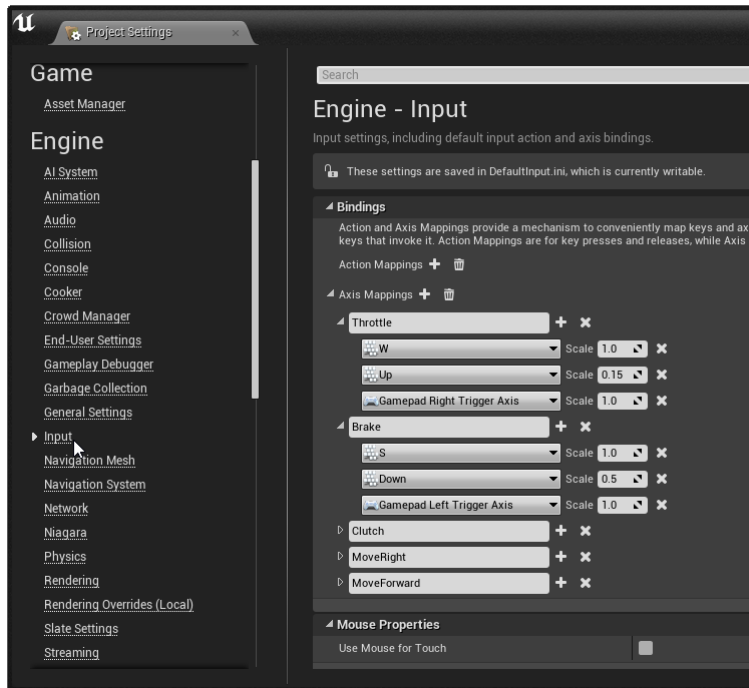 Project Settings
Game
Asset Manager
Engine
AI System
Animation
Audio
Collision
Console
Cooker
Crowd Manager
End-User Settings
Gameplay Debugger
Garbage Collection
General Settings
Input
Navigation Mesh
Navigation System
Network
Niagara
Physics
Rendering
Rendering Overrides (Local)
Slate Settings
Streaming
Search
Engine - Input
Input settings, including default input action and axis bindings.
These settings are saved in DefaultInput.ini, which is currently writable.
Bindings
Action and Axis Mappings provide a mechanism to conveniently map keys and ax
keys that invoke it. Action Mappings are for key presses and releases, while Axis
Action Mappings
Axis Mappings
Throttle
W Scale 1.0
Up Scale 0.15
Gamepad Right Trigger Axis Scale 1.0
Brake
S Scale 1.0
Down Scale 0.5
Gamepad Left Trigger Axis Scale 1.0
Clutch
MoveRight
MoveForward
Mouse Properties
Use Mouse for Touch